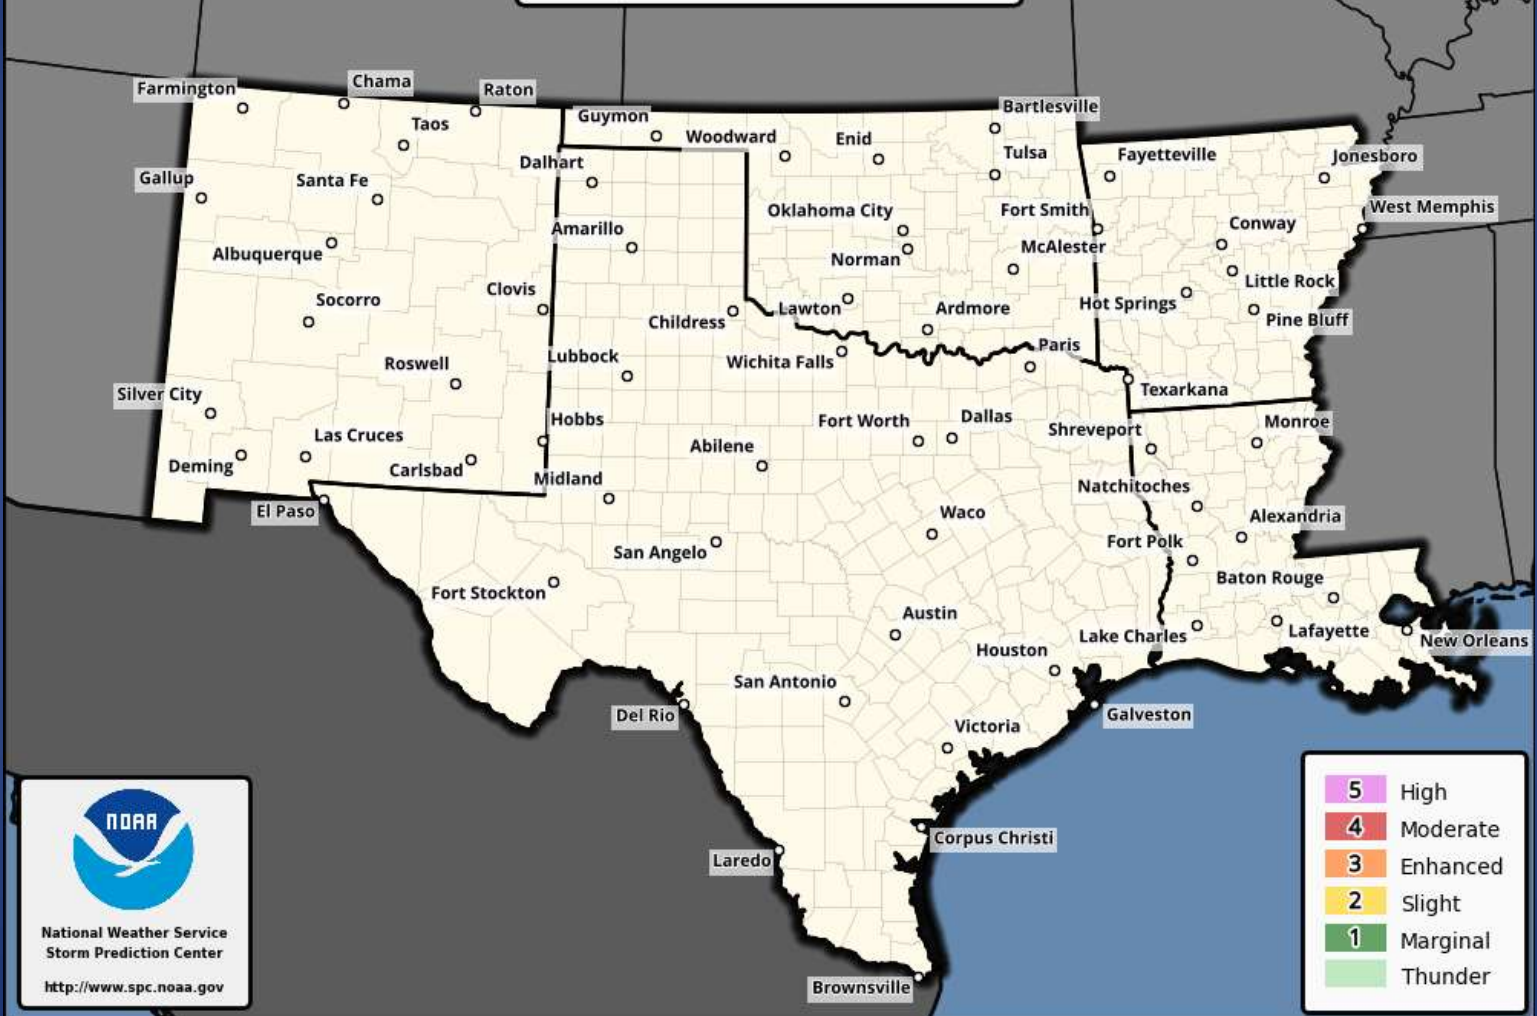 Farmington
Chama
Raton
Taos
Guymon
Woodward
Enid
Bartlesville
Tulsa
Fayetteville
Jonesboro
Dalhart
Gallup
Santa Fe
Oklahoma City
Fort Smith
West Memphis
Amarillo
Conway
Albuquerque
Norman
McAlester
Little Rock
Socorro
Clovis
Childress
Lawton
Ardmore
Hot Springs
Pine Bluff
Roswell
Lubbock
Wichita Falls
Paris
Texarkana
Silver City
Hobbs
Fort Worth
Dallas
Shreveport
Monroe
Las Cruces
Abilene
Deming
Carlsbad
Midland
Natchitoches
El Paso
Waco
Alexandria
San Angelo
Fort Polk
Fort Stockton
Baton Rouge
Austin
Lake Charles
Lafayette
New Orleans
Houston
San Antonio
Del Rio
Galveston
Victoria
Corpus Christi
Laredo
Brownsville
NOAA
National Weather Service
Storm Prediction Center
http://www.spc.noaa.gov
5 High
4 Moderate
3 Enhanced
2 Slight
1 Marginal
Thunder